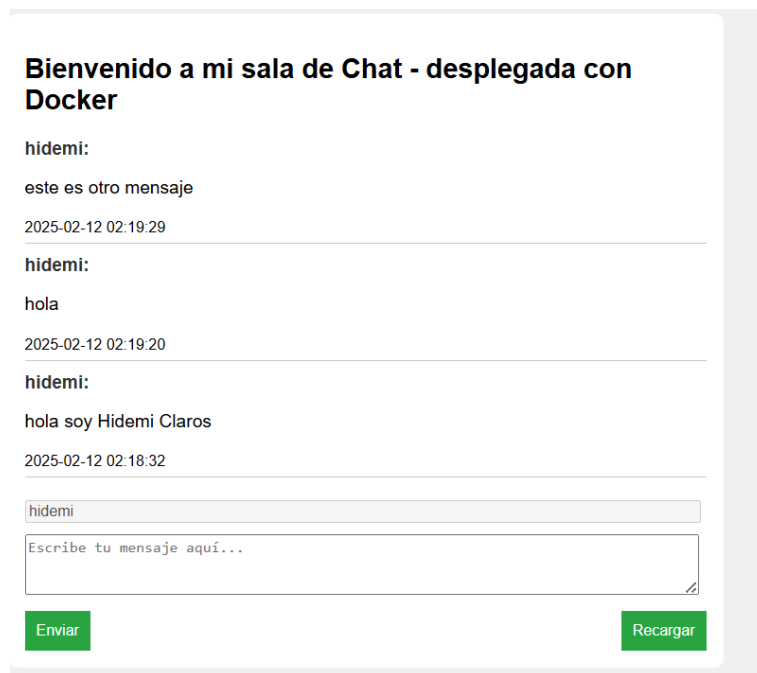 Bienvenido a mi sala de Chat - desplegada con
Docker
hidemi:
este es otro mensaje
2025-02-12 02:19:29
hidemi:
hola
2025-02-12 02:19:20
hidemi:
hola soy Hidemi Claros
2025-02-12 02:18:32
hidemi
Escribe tu mensaje aquí...
Enviar
Recargar